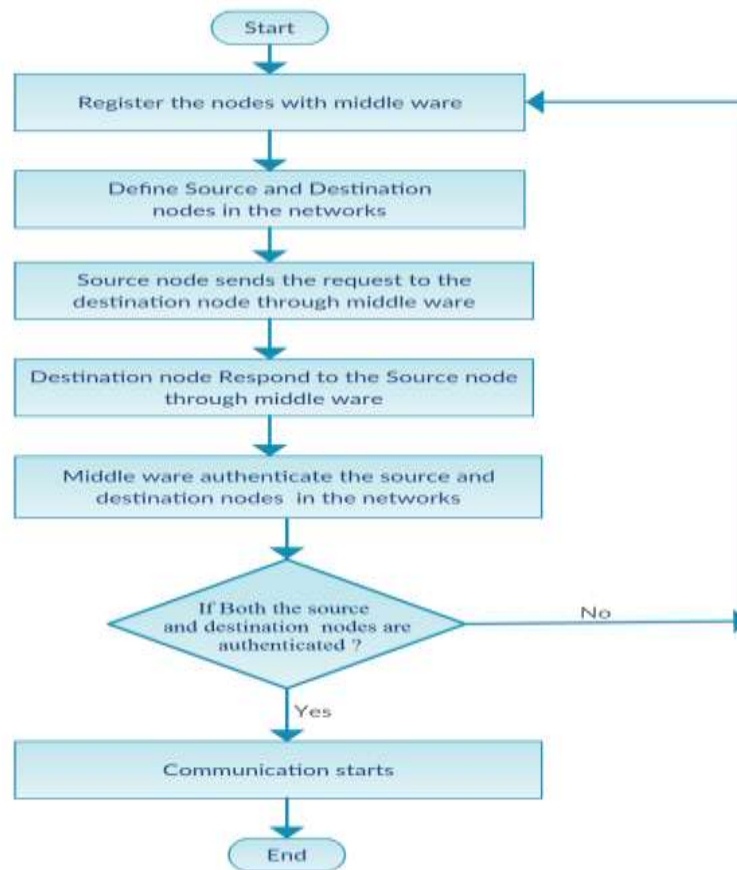 Start
Register the nodes with middle ware
Define Source and Destination
nodes in the networks
Source node sends the request to the
destination node through middle ware
Destination node Respond to the Source node
through middle ware
Middle ware authenticate the source and
destination nodes in the networks
If Both the source
and destination nodes are
authenticated ?
No
Yes
Communication starts
End